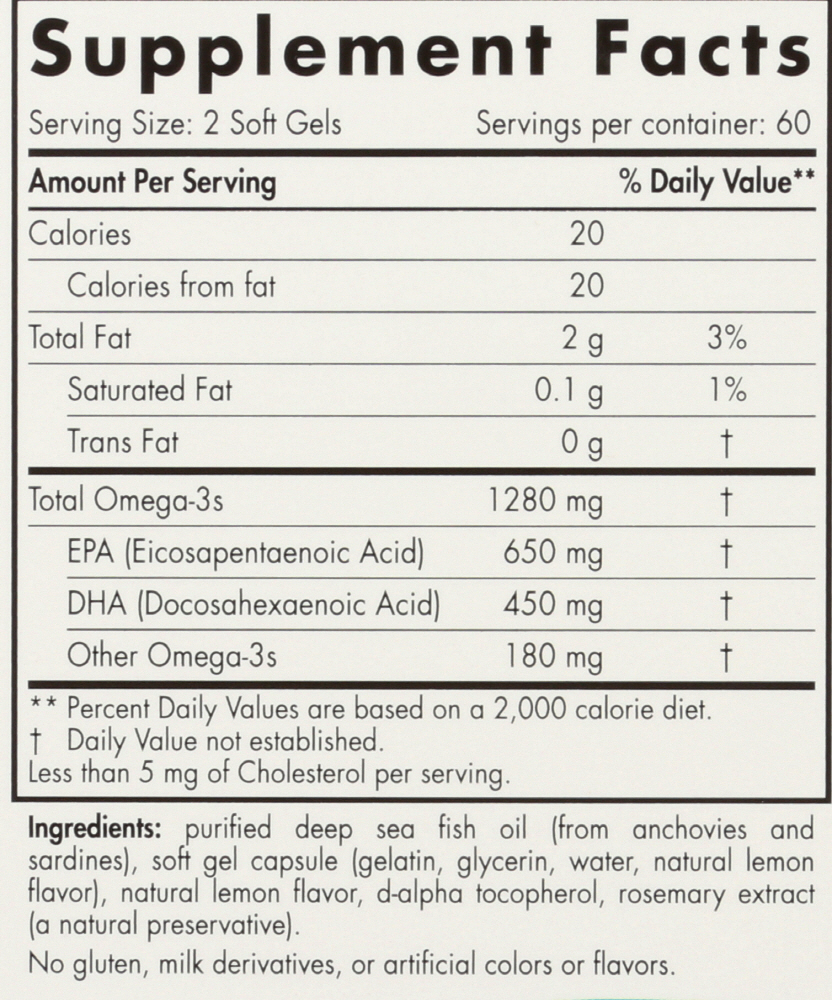 Supplement Facts
Serving Size: 2 Soft Gels Servings per container: 60
Amount Per Serving % Daily Value**
Calories 20
Calories from fat 20
Total Fat 2 g 3%
Saturated Fat 0.1 g 1%
Trans Fat 0 g †
Total Omega-3s 1280 mg †
EPA (Eicosapentaenoic Acid) 650 mg †
DHA (Docosahexaenoic Acid) 450 mg †
Other Omega-3s 180 mg †
** Percent Daily Values are based on a 2,000 calorie diet.
† Daily Value not established.
Less than 5 mg of Cholesterol per serving.
Ingredients: purified deep sea fish oil (from anchovies and
sardines), soft gel capsule (gelatin, glycerin, water, natural lemon
flavor), natural lemon flavor, d-alpha tocopherol, rosemary extract
(a natural preservative).
No gluten, milk derivatives, or artificial colors or flavors.